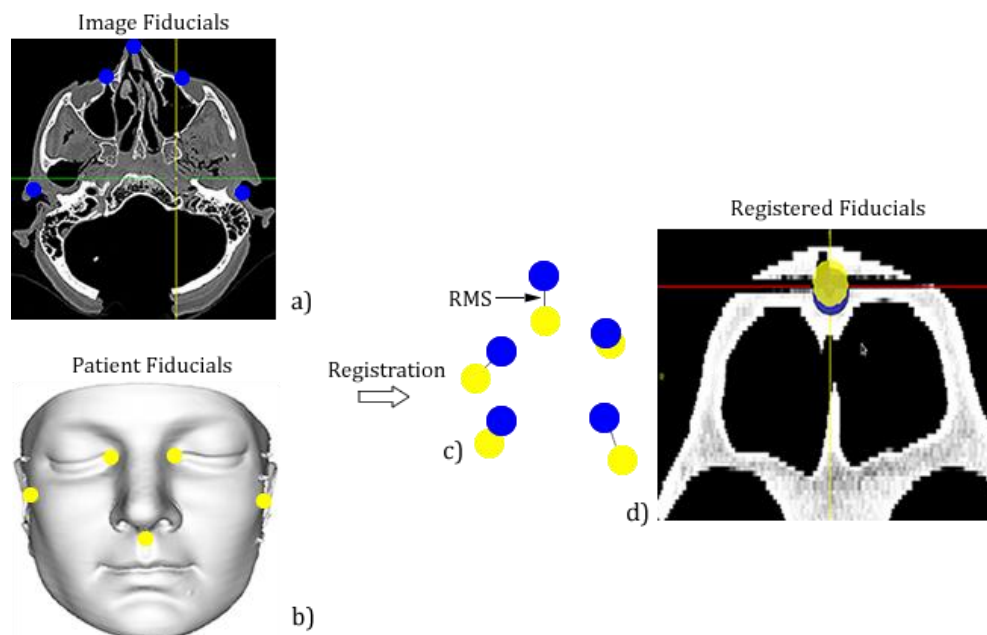 Image Fiducials
a)
Patient Fiducials
b)
Registration
RMS
c)
Registered Fiducials
d)